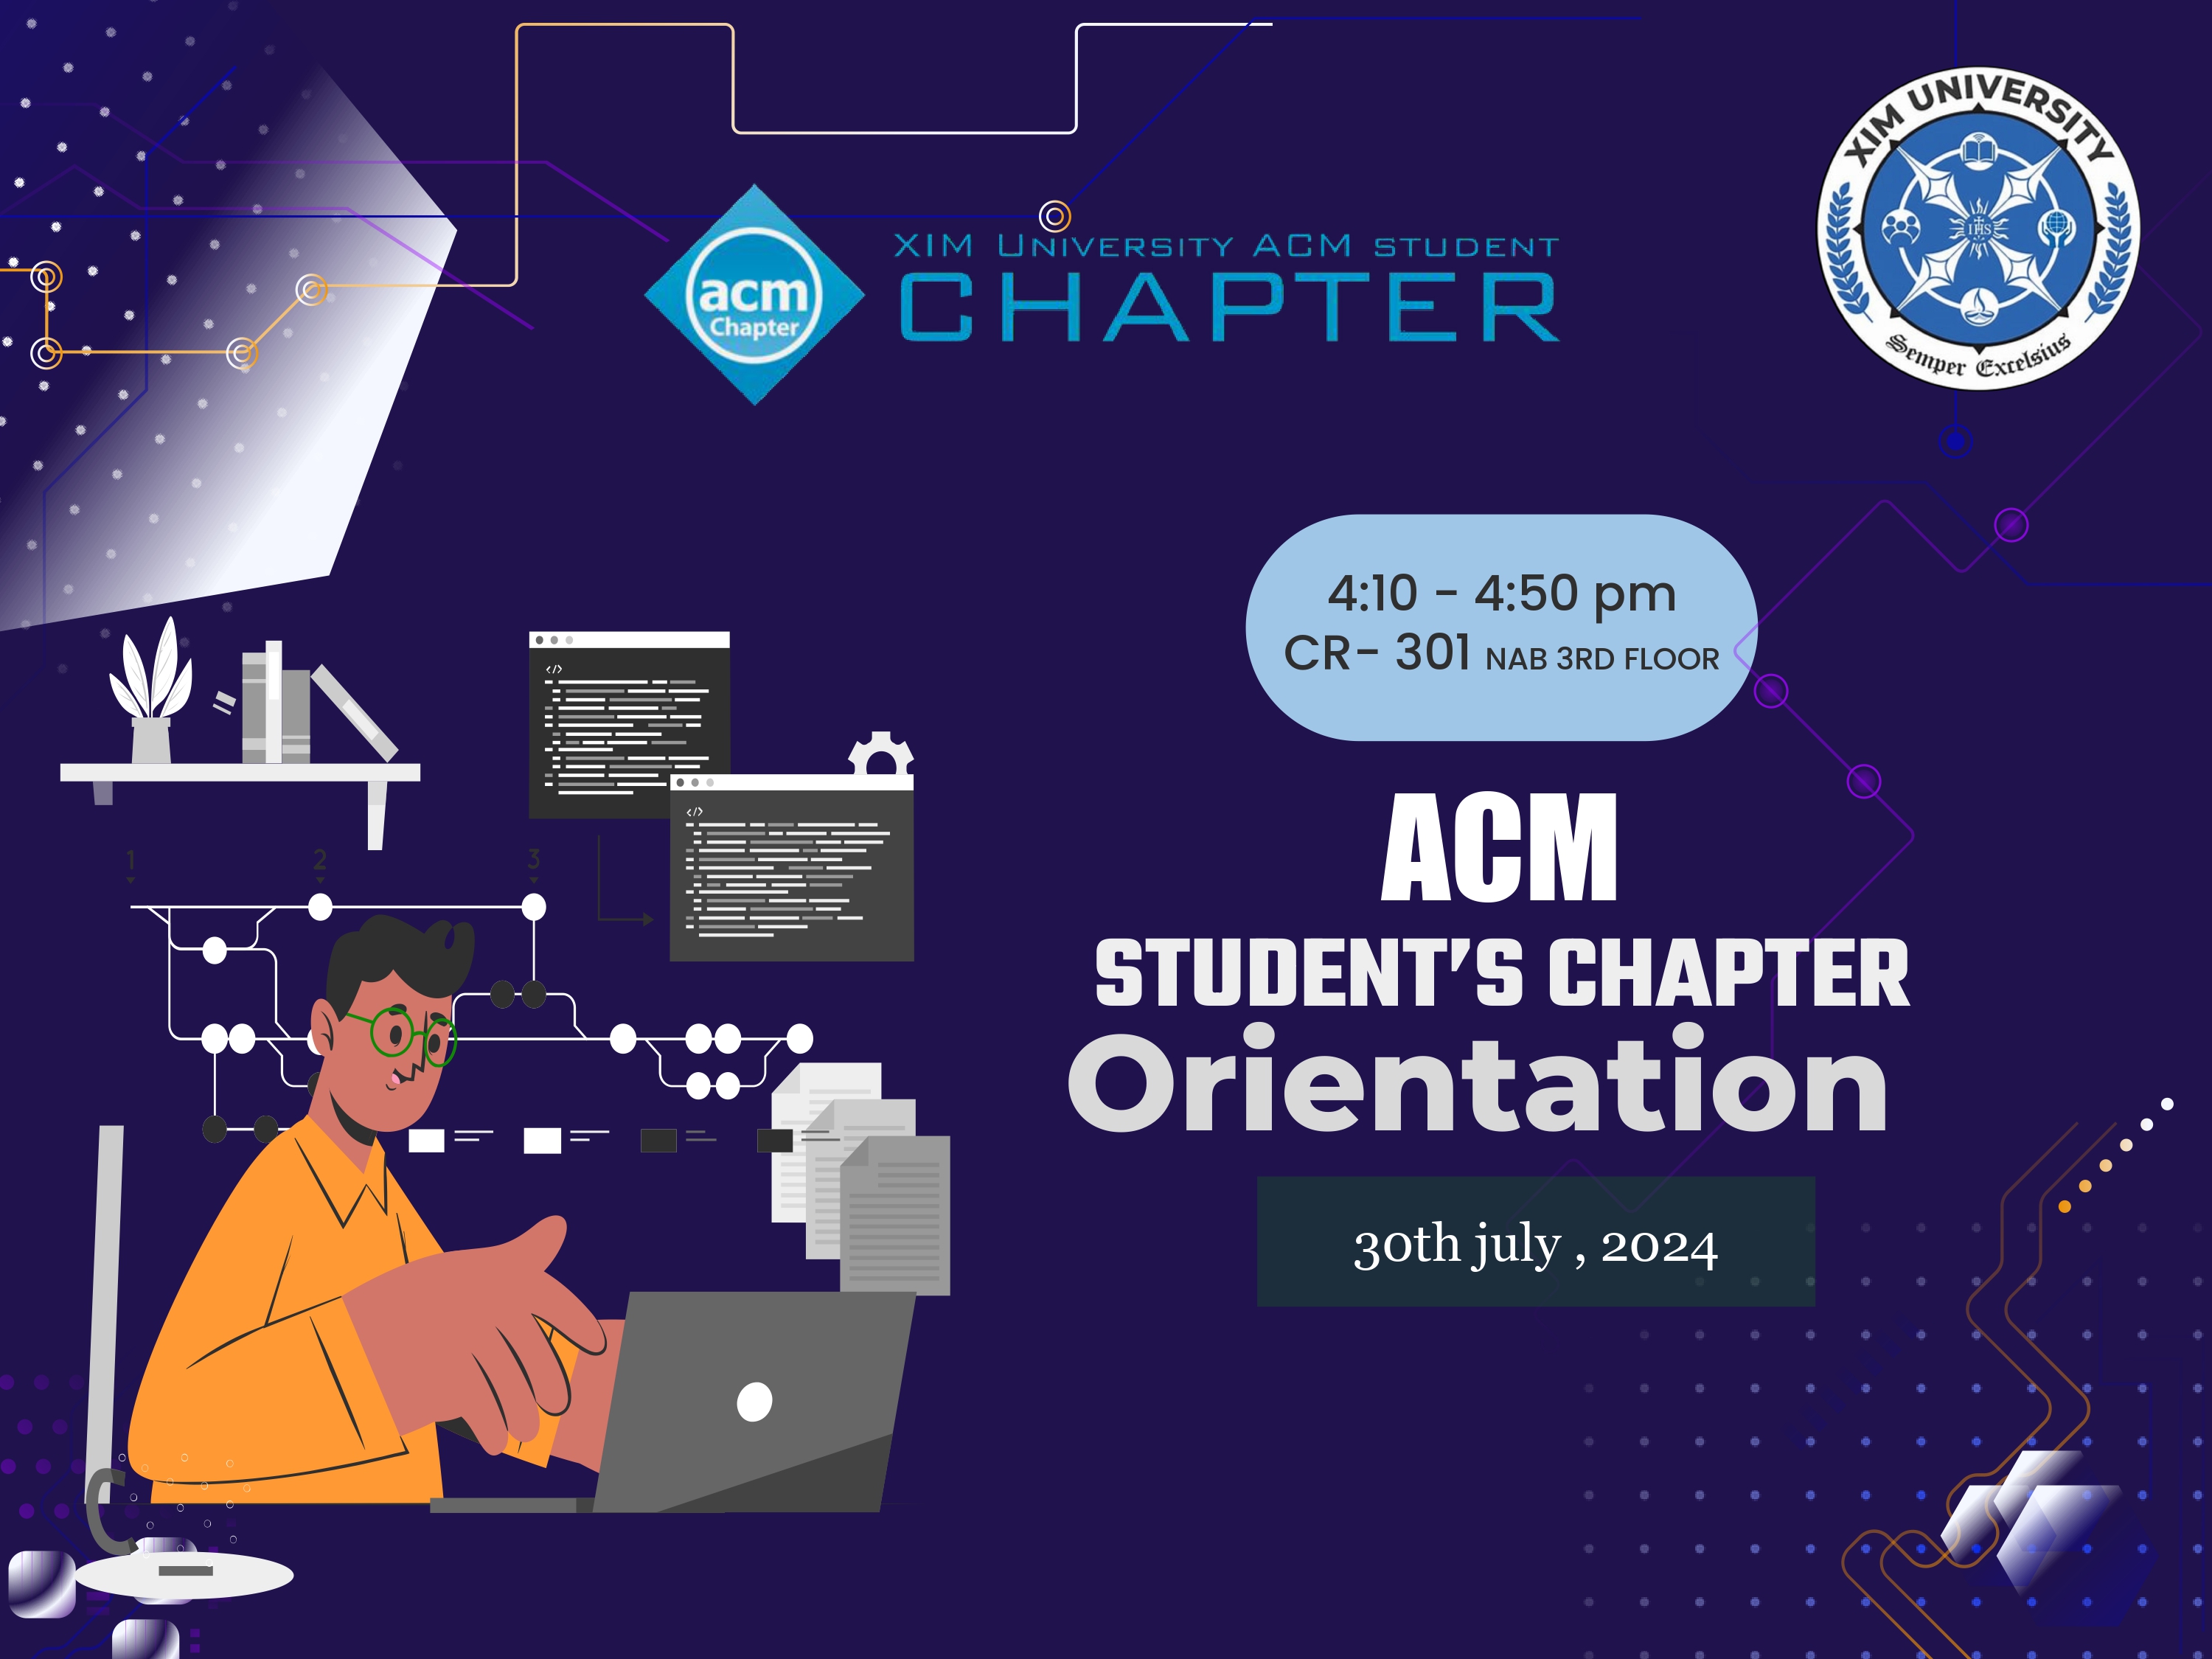 XIM UNIVERSITY
Semper Excelsius
IHS
acm
Chapter
XIM UNIVERSITY ACM STUDENT
CHAPTER
4:10 - 4:50 pm
CR- 301 NAB 3RD FLOOR
ACM
STUDENT'S CHAPTER
Orientation
30th july , 2024
</>
</>
1
2
3